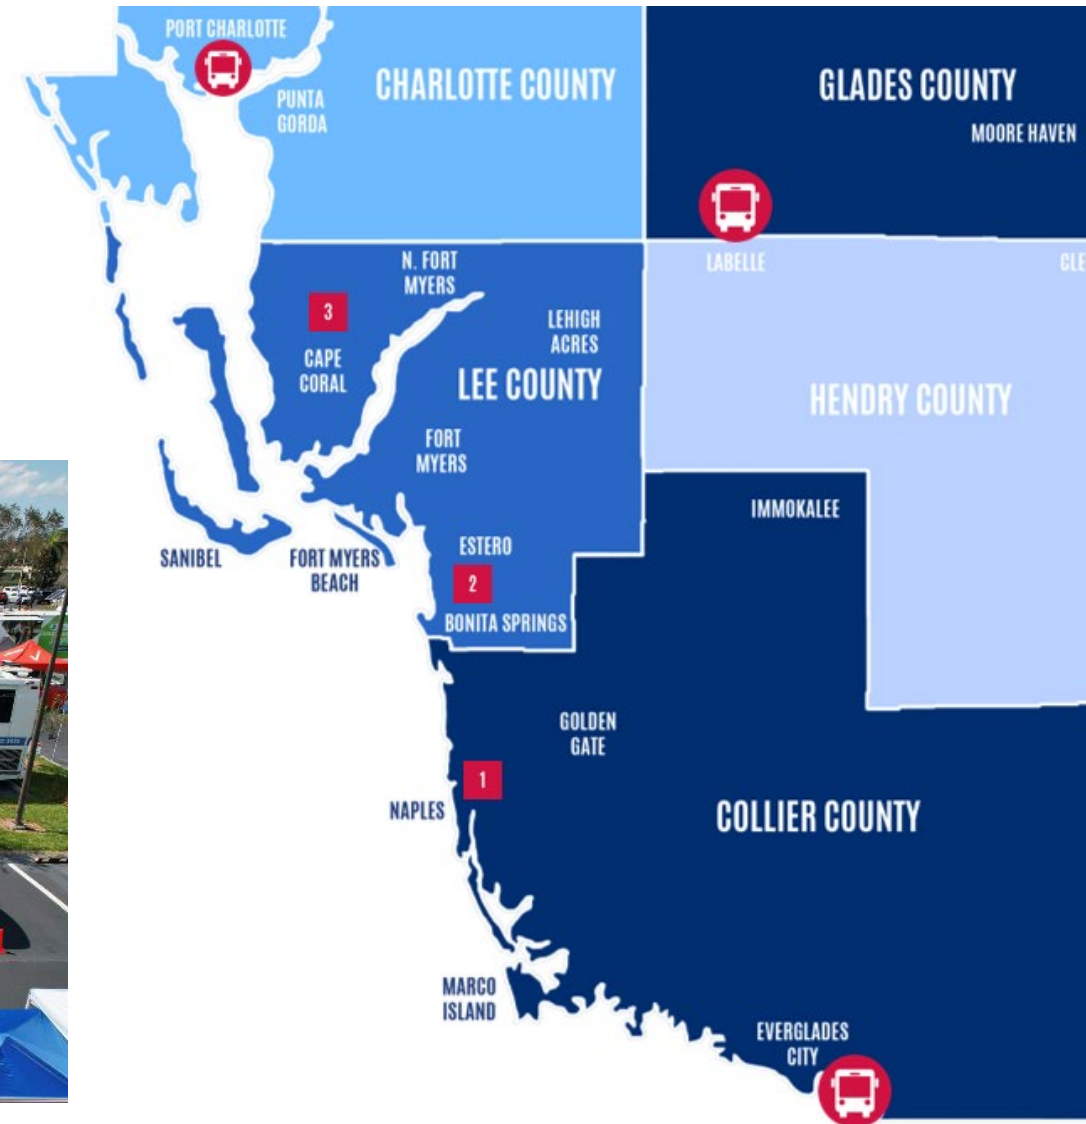 PORT CHARLOTTE
CHARLOTTE COUNTY
GLADES COUNTY
PUNTA
GORDA
MOORE HAVEN
N. FORT
MYERS
LABELLE
CLE
3
LEHIGH
ACRES
CAPE
CORAL
LEE COUNTY
HENDRY COUNTY
FORT
MYERS
IMMOKALEE
SANIBEL
FORT MYERS
BEACH
ESTERO
2
BONITA SPRINGS
GOLDEN
GATE
1
NAPLES
COLLIER COUNTY
MARCO
ISLAND
EVERGLADES
CITY